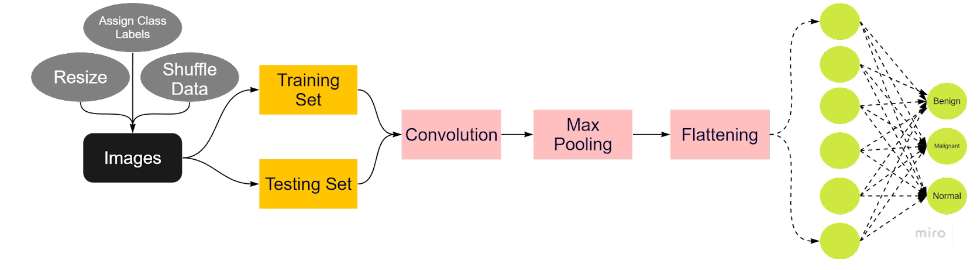 Assign Class
Labels
Resize
Shuffle
Data
Images
Training
Set
Testing Set
Convolution
Max
Pooling
Flattening
Benign
Malignant
Normal
miro